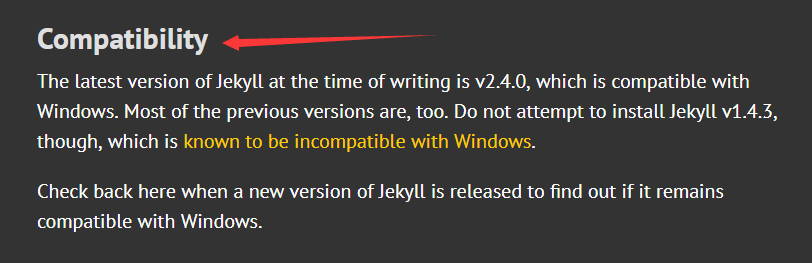 Compatibility
The latest version of Jekyll at the time of writing is v2.4.0, which is compatible with
Windows. Most of the previous versions are, too. Do not attempt to install Jekyll v1.4.3,
though, which is known to be incompatible with Windows.
Check back here when a new version of Jekyll is released to find out if it remains
compatible with Windows.